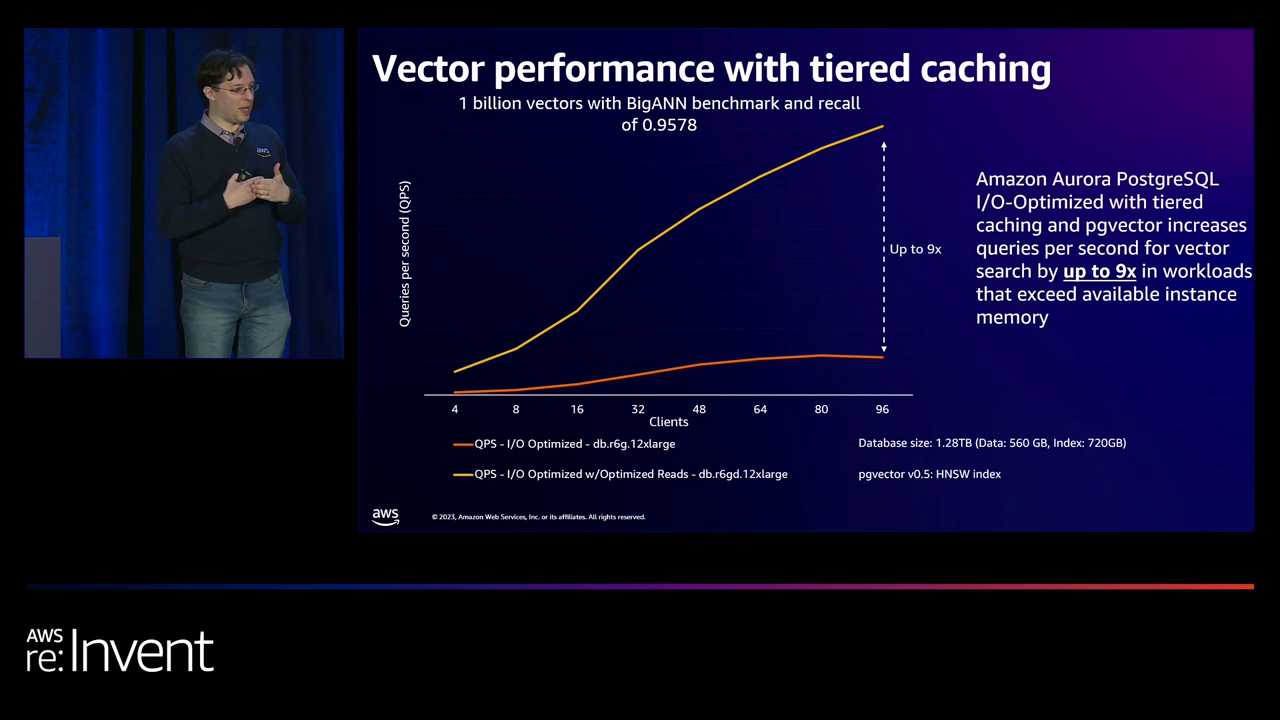 Vector performance with tiered caching
1 billion vectors with BigANN benchmark and recall
of 0.9578
Queries per second (QPS)
Up to 9x
4 8 16 32 48 64 80 96
Clients
QPS - I/O Optimized - db.r6g.12xlarge
QPS - I/O Optimized w/Optimized Reads - db.r6gd.12xlarge
Amazon Aurora PostgreSQL
I/O-Optimized with tiered
caching and pgvector increases
queries per second for vector
search by up to 9x in workloads
that exceed available instance
memory
Database size: 1.28TB (Data: 560 GB, Index: 720GB)
pgvector v0.5: HNSW index
aws
© 2023, Amazon Web Services, Inc. or its affiliates. All rights reserved.
aws
AWS
re:Invent